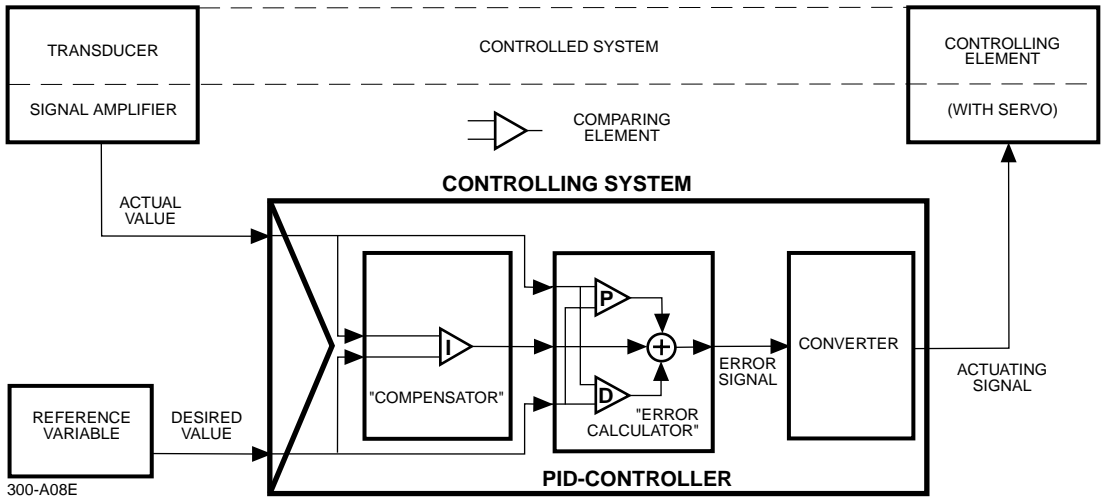 TRANSDUCER
SIGNAL AMPLIFIER
CONTROLLED SYSTEM
CONTROLLING
ELEMENT
(WITH SERVO)
COMPARING
ELEMENT
CONTROLLING SYSTEM
ACTUAL
VALUE
I
"COMPENSATOR"
P
D
"ERROR
CALCULATOR"
ERROR
SIGNAL
CONVERTER
ACTUATING
SIGNAL
REFERENCE
VARIABLE
DESIRED
VALUE
PID-CONTROLLER
300-A08E